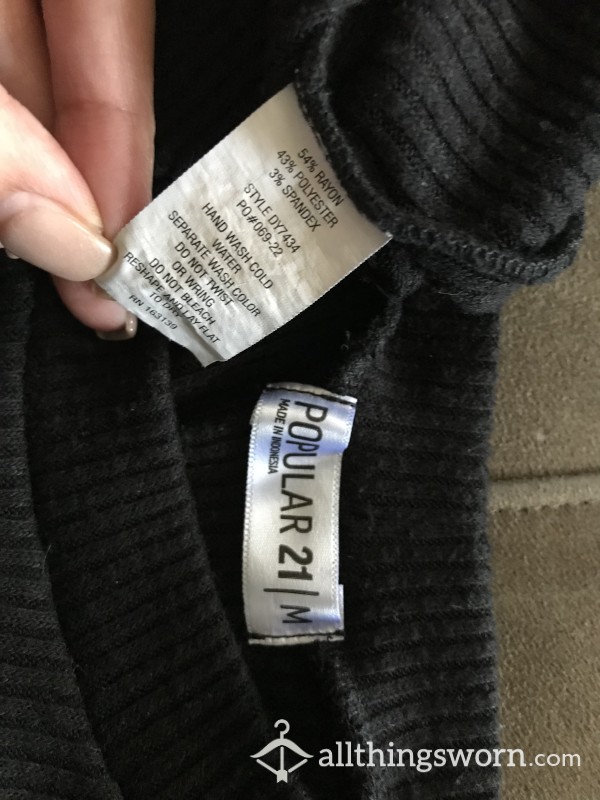 54% RAYON
43% POLYESTER
3% SPANDEX
STYLE DY7434
PO#069-22
HAND WASH COLD
WATER
SEPARATE WASH COLOR
DO NOT TWIST
OR WRING
DO NOT BLEACH
RESHAPE AND LAY FLAT
TO DRY
RN 163139
POPULAR 21 | M
MADE IN INDONESIA
allthingsworn.com